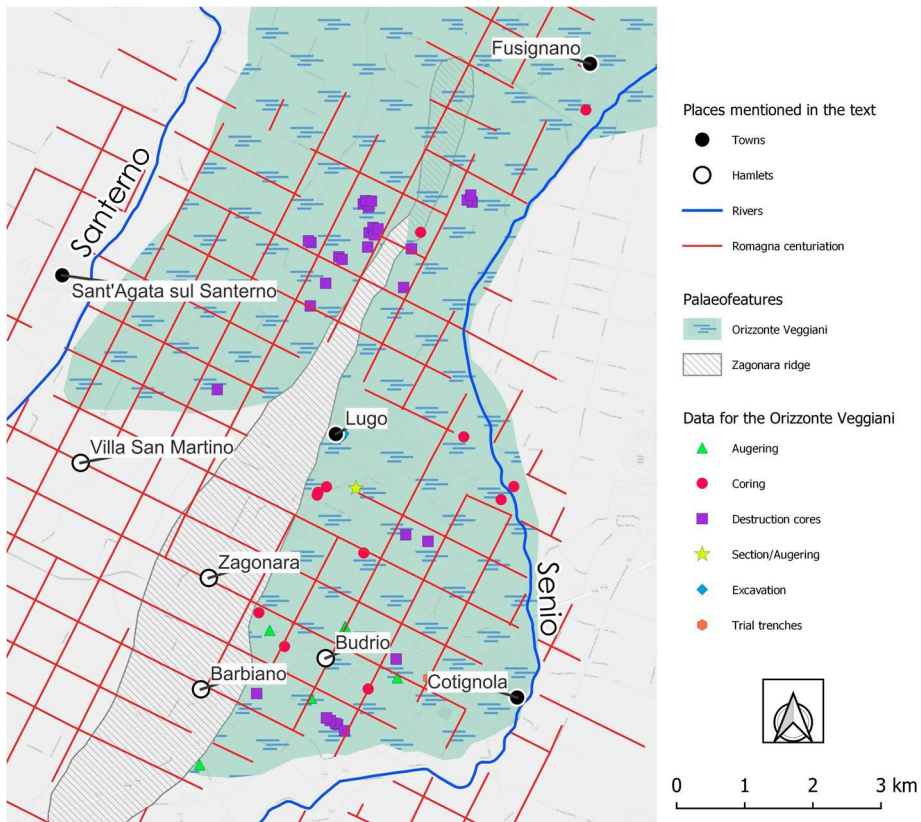 Fusignano
Santerno
Sant'Agata sul Santerno
Lugo
Villa San Martino
Zagonara
Senio
Budrio
Barbiano
Cotignola
Places mentioned in the text
Towns
Hamlets
Rivers
Romagna centuriation
Palaeofeatures
Orizzonte Veggiani
Zagonara ridge
Data for the Orizzonte Veggiani
Augering
Coring
Destruction cores
Section/Augering
Excavation
Trial trenches
0 1 2 3 km